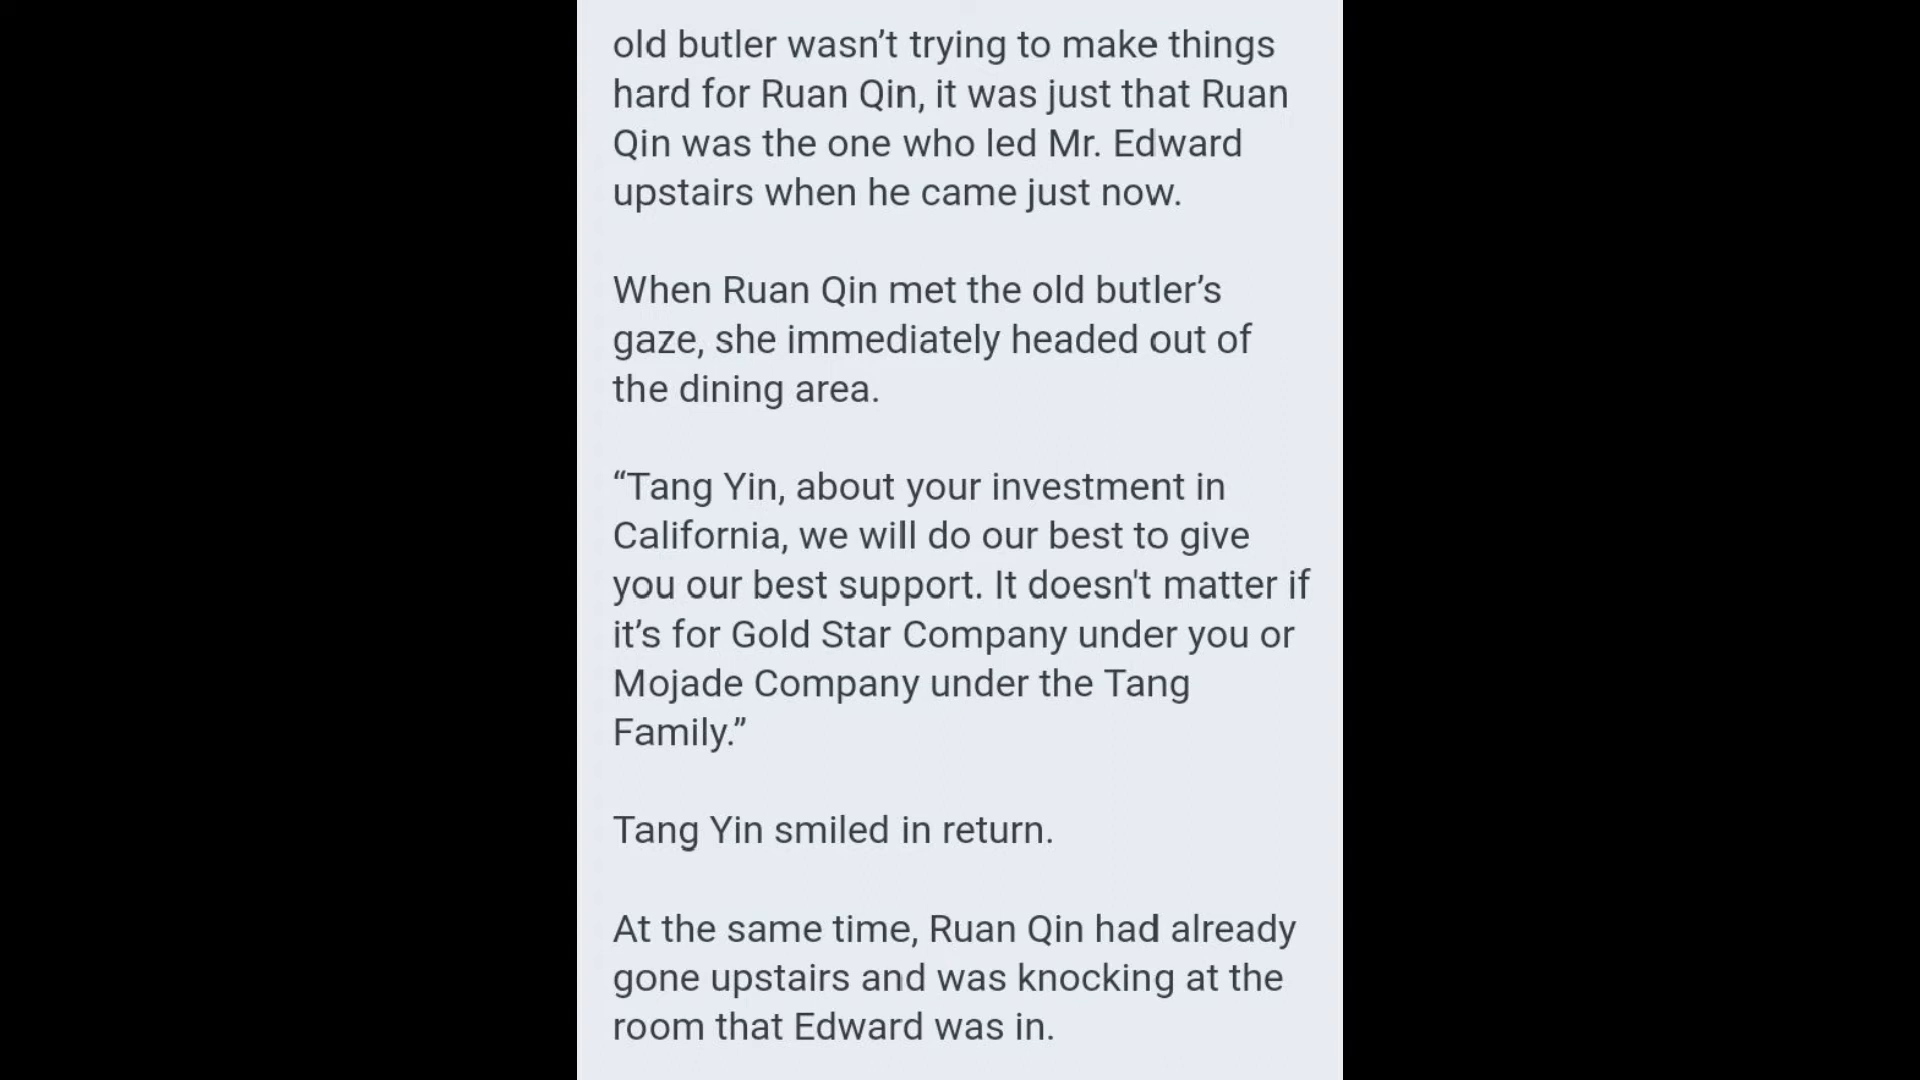 old butler wasn’t trying to make things
hard for Ruan Qin, it was just that Ruan
Qin was the one who led Mr. Edward
upstairs when he came just now.
When Ruan Qin met the old butler’s
gaze, she immediately headed out of
the dining area.
“Tang Yin, about your investment in
California, we will do our best to give
you our best support. It doesn't matter if
it’s for Gold Star Company under you or
Mojade Company under the Tang
Family.”
Tang Yin smiled in return.
At the same time, Ruan Qin had already
gone upstairs and was knocking at the
room that Edward was in.